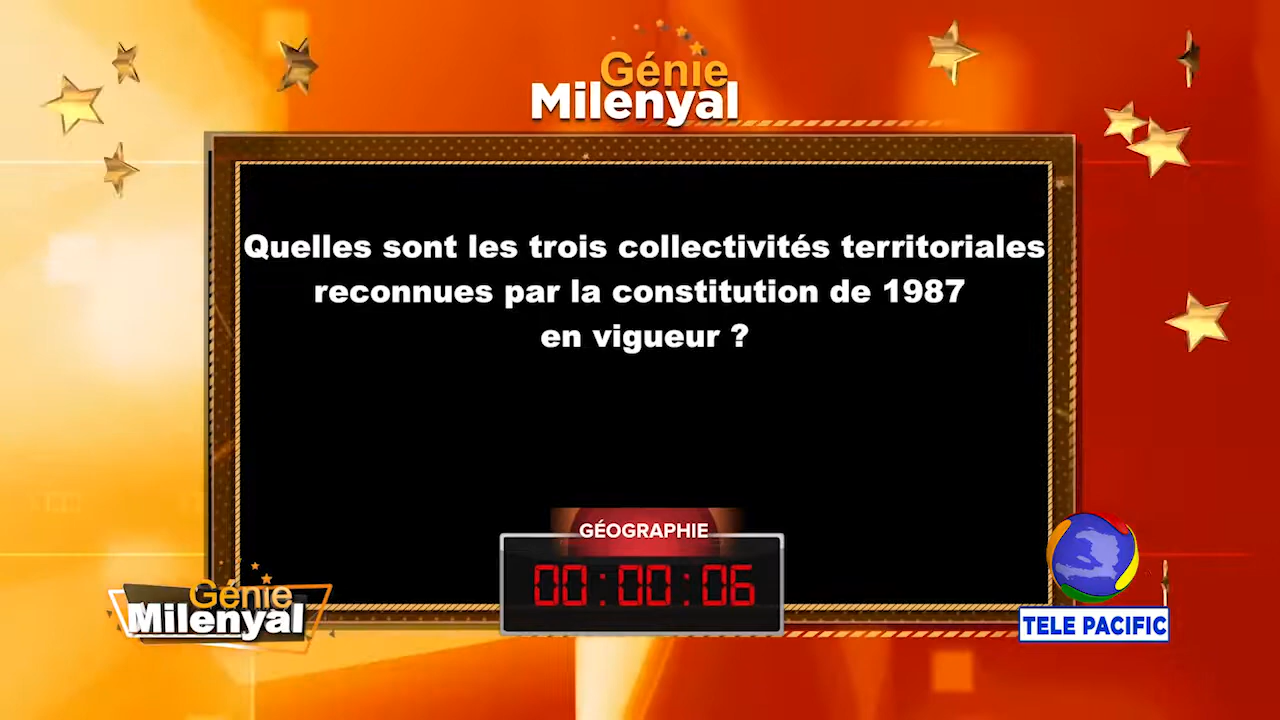 Génie
Milenyal
Quelles sont les trois collectivités territoriales
reconnues par la constitution de 1987
en vigueur ?
GÉOGRAPHIE
00:00:06
Génie
Milenyal
TELE PACIFIC